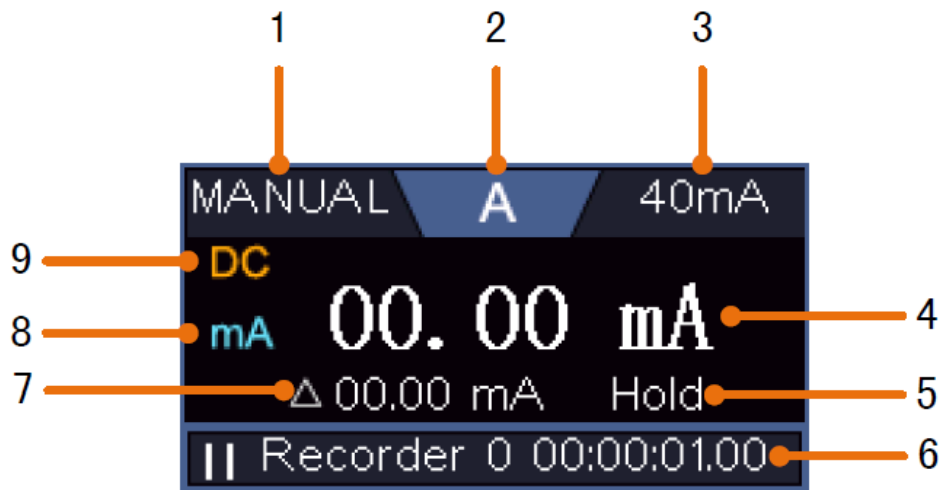 1 2 3
MANUAL A 40mA
9 DC
8 mA 00.00 mA 4
7 △ 00.00 mA Hold 5
|| Recorder 0 00:00:01.00 6